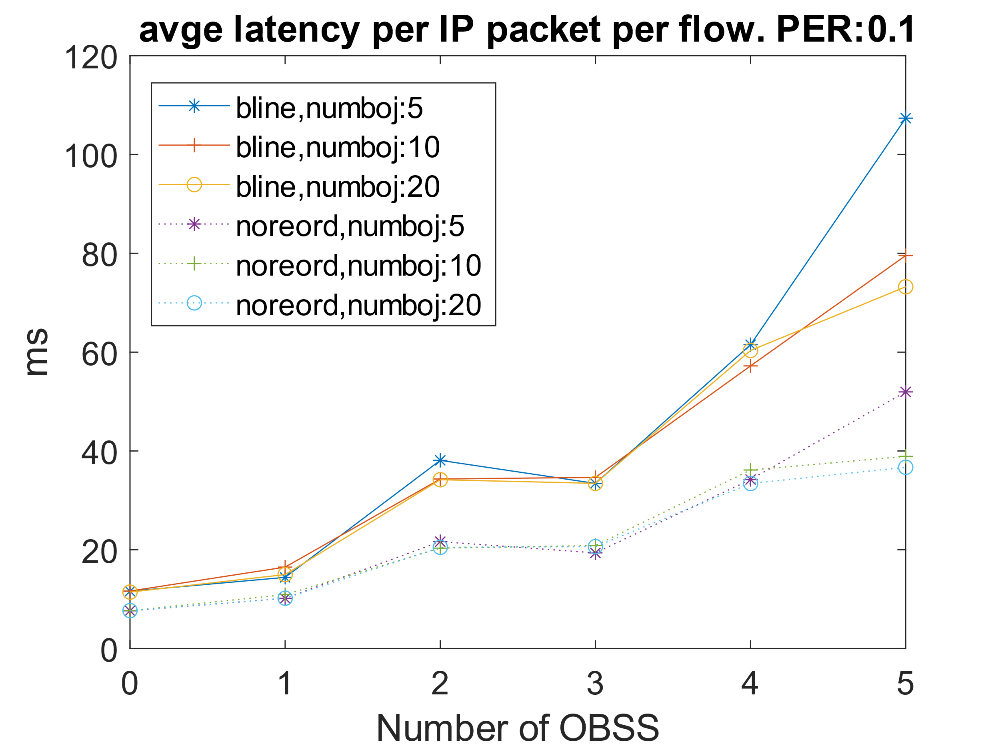 avge latency per IP packet per flow. PER:0.1
120
100
80
60
40
20
0
ms
bline,numboj:5
bline,numboj:10
bline,numboj:20
noreord,numboj:5
noreord,numboj:10
noreord,numboj:20
0 1 2 3 4 5
Number of OBSS